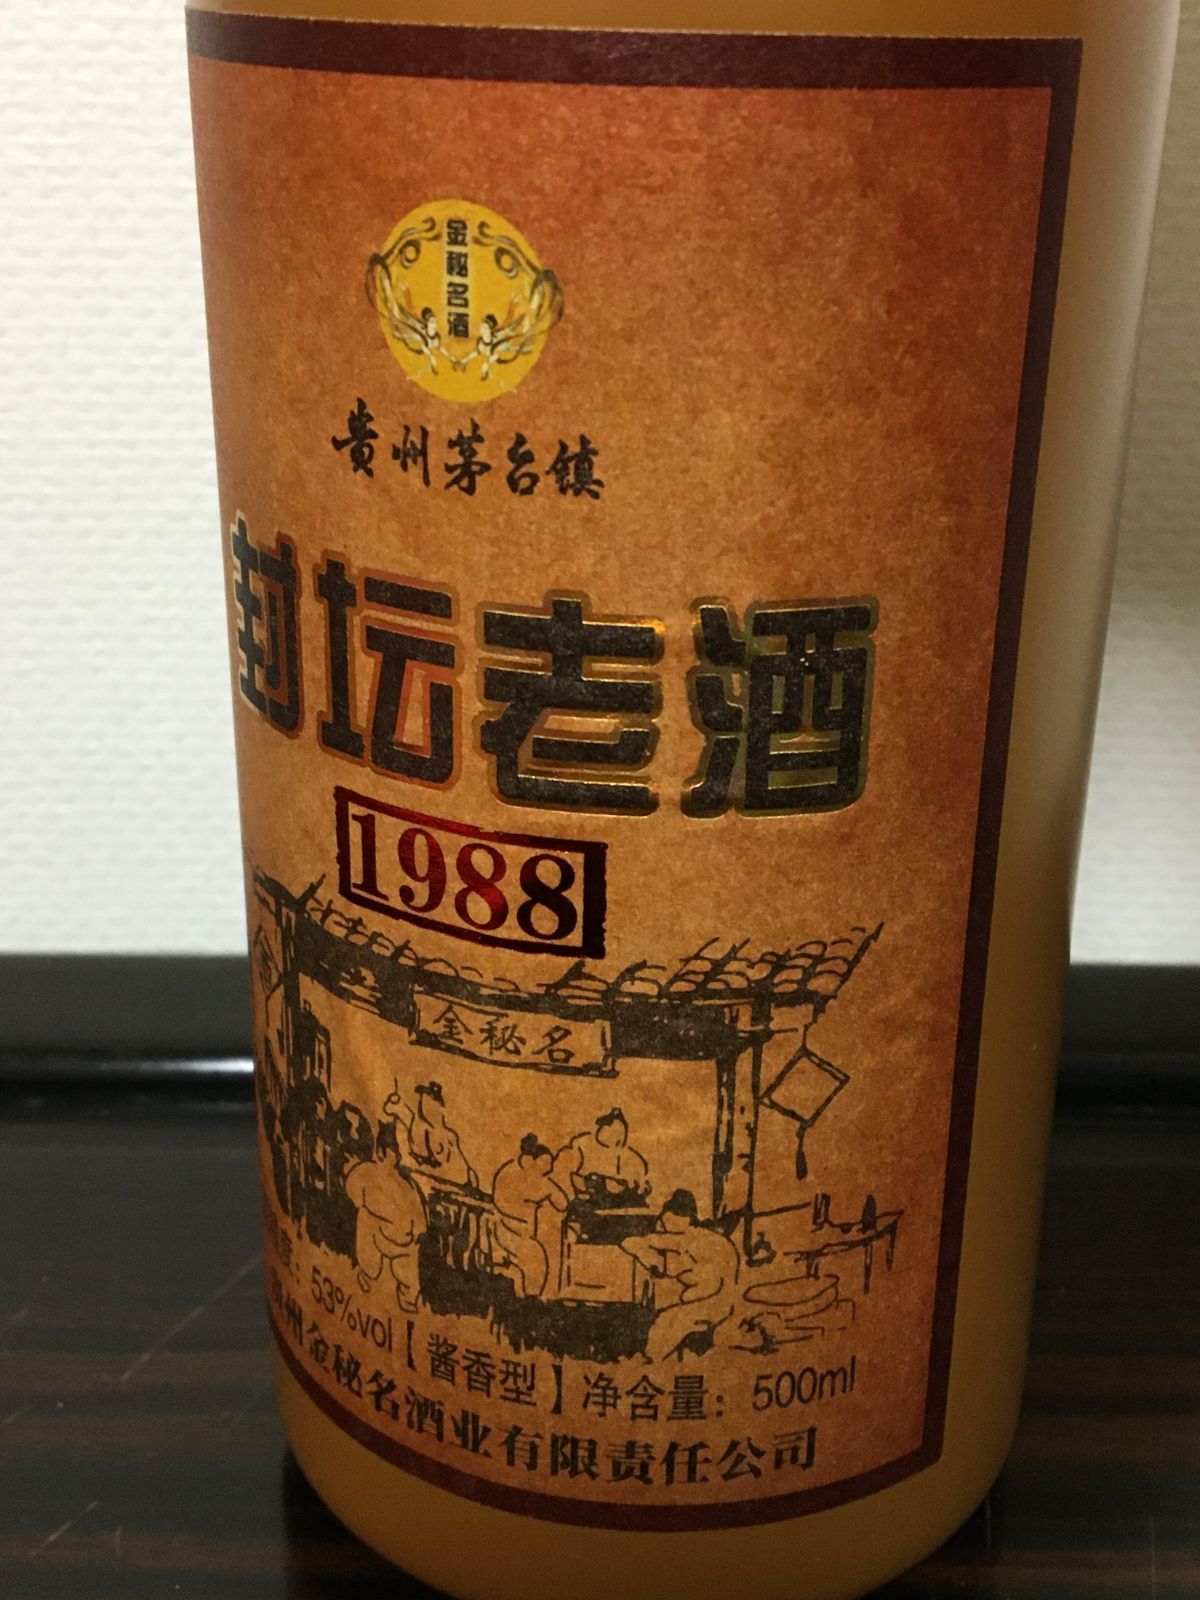 金秘名酒
貴州茅台镇
封坛老酒
1988
金秘名
度：53%vol【酱香型】净含量：500ml
贵州金秘名酒业有限责任公司